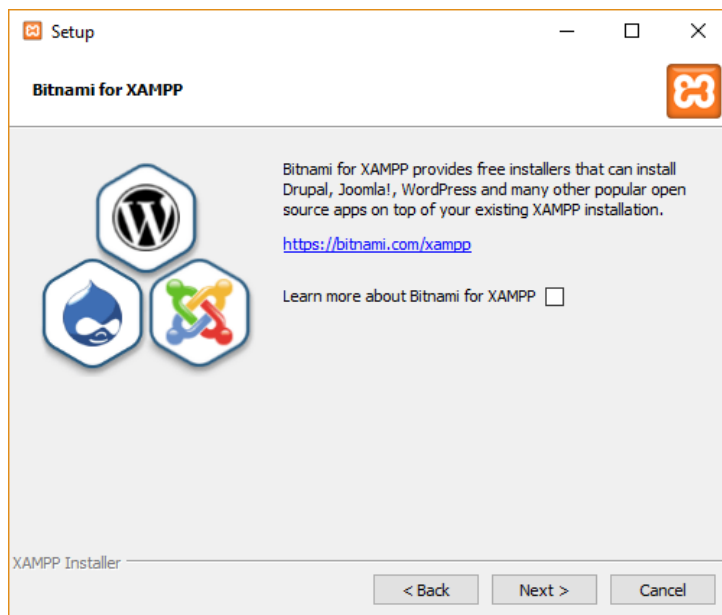 Setup
Bitnami for XAMPP
Bitnami for XAMPP provides free installers that can install
Drupal, Joomla!, WordPress and many other popular open
source apps on top of your existing XAMPP installation.
https://bitnami.com/xampp
Learn more about Bitnami for XAMPP
XAMPP Installer
< Back Next > Cancel